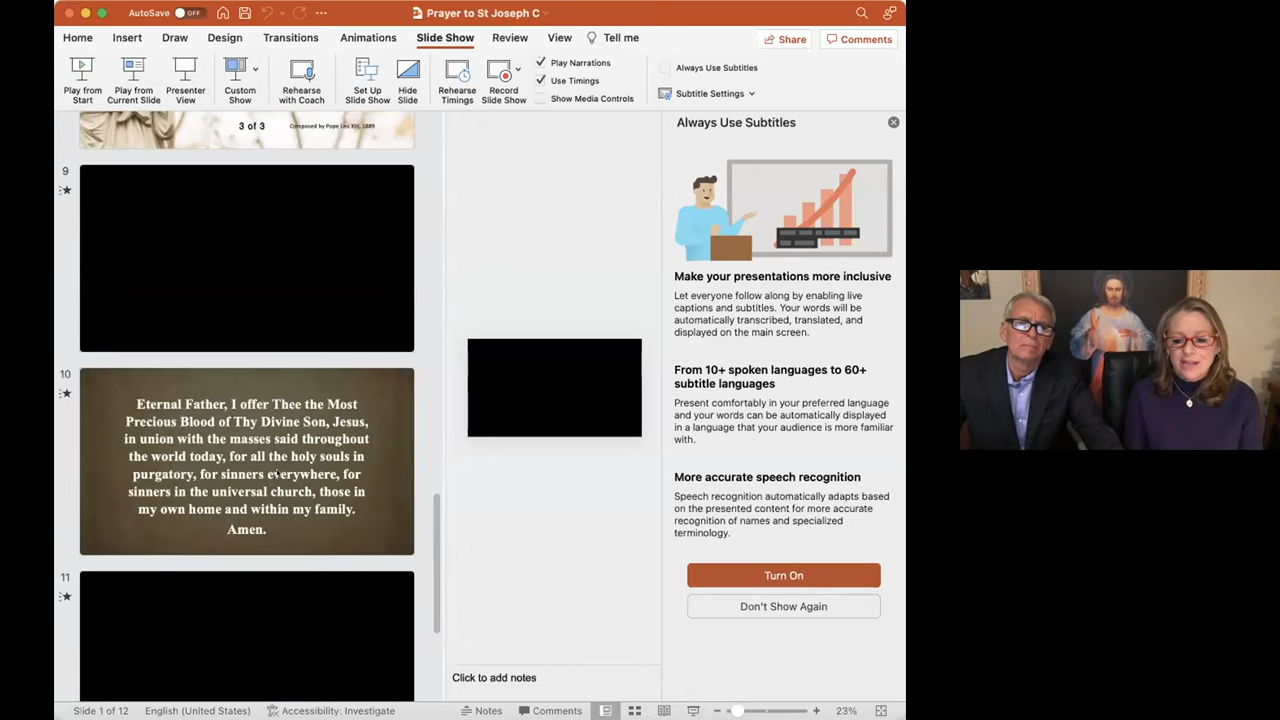 AutoSave OFF
Prayer to St Joseph C
Home Insert Draw Design Transitions Animations Slide Show Review View Tell me
Share Comments
Play from Start
Play from Current Slide
Presenter View
Custom Show
Rehearse with Coach
Set Up Slide Show
Hide Slide
Rehearse Timings
Record Slide Show
Play Narrations
Use Timings
Show Media Controls
Always Use Subtitles
Subtitle Settings
3 of 3 Composed by Pope Leo XIII, 1889
9
10
Eternal Father, I offer Thee the Most
Precious Blood of Thy Divine Son, Jesus,
in union with the masses said throughout
the world today, for all the holy souls in
purgatory, for sinners everywhere, for
sinners in the universal church, those in
my own home and within my family.
Amen.
11
Always Use Subtitles
Make your presentations more inclusive
Let everyone follow along by enabling live
captions and subtitles. Your words will be
automatically transcribed, translated, and
displayed on the main screen.
From 10+ spoken languages to 60+
subtitle languages
Present comfortably in your preferred language
and your words can be automatically displayed
in a language that your audience is more familiar
with.
More accurate speech recognition
Speech recognition automatically adapts based
on the presented content for more accurate
recognition of names and specialized
terminology.
Turn On
Don't Show Again
Click to add notes
Slide 1 of 12 English (United States) Accessibility: Investigate Notes Comments 23%